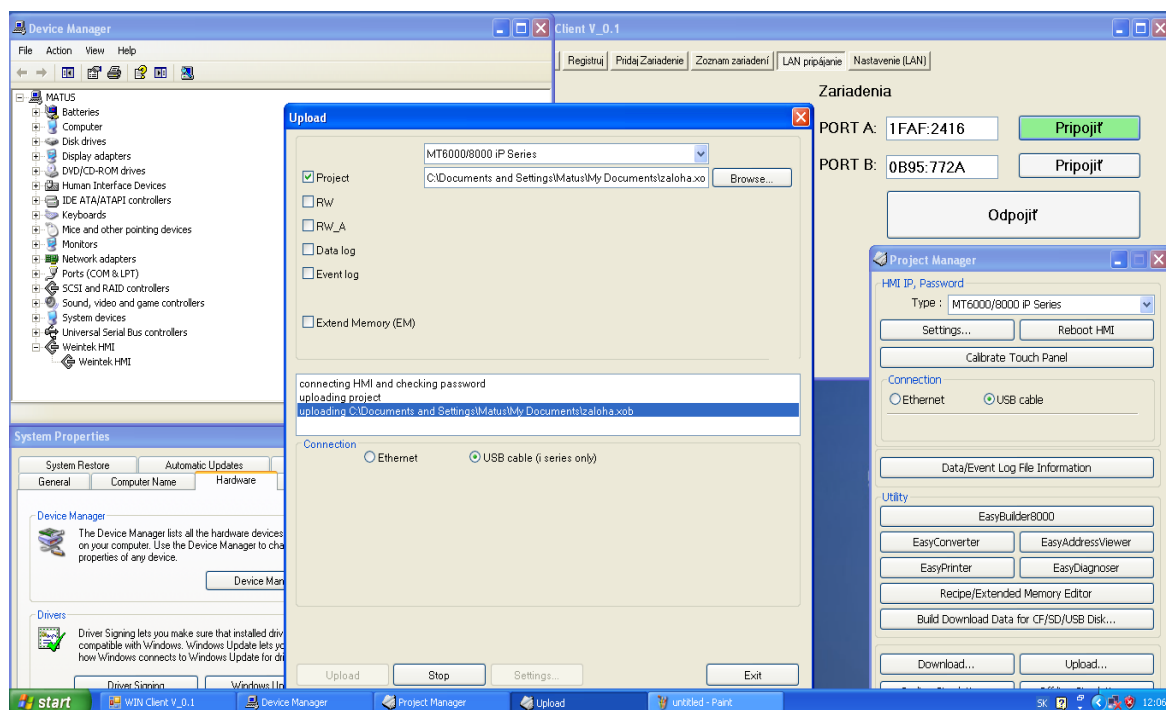 Device Manager
File Action View Help
MATUS
Batteries
Computer
Disk drives
Display adapters
DVD/CD-ROM drives
Human Interface Devices
IDE ATA/ATAPI controllers
Keyboards
Mice and other pointing devices
Monitors
Network adapters
Ports (COM & LPT)
SCSI and RAID controllers
Sound, video and game controllers
System devices
Universal Serial Bus controllers
Weintek HMI
Weintek HMI
System Properties
System Restore Automatic Updates
General Computer Name Hardware
Device Manager
The Device Manager lists all the hardware devices
on your computer. Use the Device Manager to cha
properties of any device.
Device Man
Drivers
Driver Signing lets you make sure that installed driv
compatible with Windows. Windows Update lets yo
how Windows connects to Windows Update for dri
Driver Signing Windows Up
Upload
MT6000/8000 iP Series
Project C:\Documents and Settings\Matus\My Documents\zaloha.xo Browse...
RW
RW_A
Data log
Event log
Extend Memory (EM)
connecting HMI and checking password
uploading project
uploading C:\Documents and Settings\Matus\My Documents\zaloha.xob
Connection
Ethernet USB cable (i series only)
Upload Stop Settings... Exit
Client V_0.1
Registruj Pridaj Zariadenie Zoznam zariadení LAN pripájanie Nastavenie (LAN)
Zariadenia
PORT A: 1FAF:2416 Pripojiť
PORT B: 0B95:772A Pripojiť
Odpojiť
Project Manager
HMI IP, Password
Type : MT6000/8000 iP Series
Settings... Reboot HMI
Calibrate Touch Panel
Connection
Ethernet USB cable
Data/Event Log File Information
Utility
EasyBuilder8000
EasyConverter EasyAddressViewer
EasyPrinter EasyDiagnoser
Recipe/Extended Memory Editor
Build Download Data for CF/SD/USB Disk...
Download... Upload...
start WIN Client V_0.1 Device Manager Project Manager Upload untitled - Paint SK 12:06